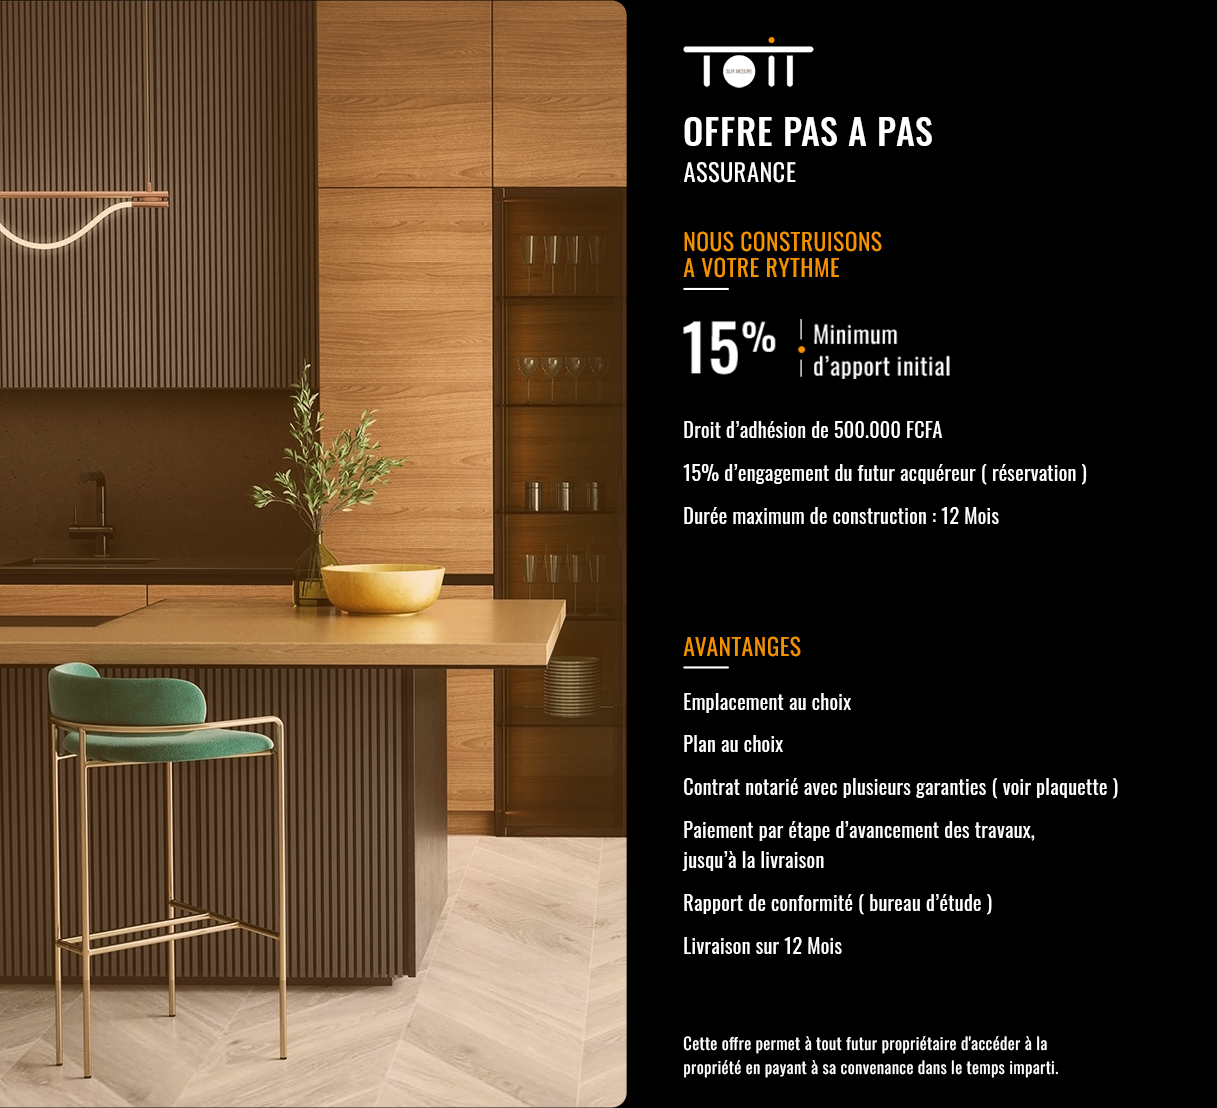 TOiT
SUR MESURE
OFFRE PAS A PAS
ASSURANCE
NOUS CONSTRUISONS
A VOTRE RYTHME
15% Minimum
d’apport initial
Droit d’adhésion de 500.000 FCFA
15% d’engagement du futur acquéreur ( réservation )
Durée maximum de construction : 12 Mois
AVANTANGES
Emplacement au choix
Plan au choix
Contrat notarié avec plusieurs garanties ( voir plaquette )
Paiement par étape d’avancement des travaux,
jusqu’à la livraison
Rapport de conformité ( bureau d’étude )
Livraison sur 12 Mois
Cette offre permet à tout futur propriétaire d'accéder à la
propriété en payant à sa convenance dans le temps imparti.